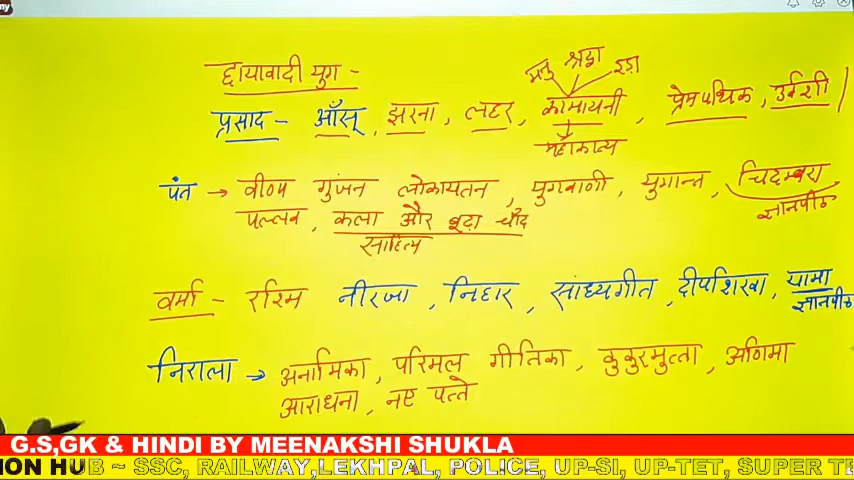 छायावादी युग -
मनु श्रद्धा इड़ा
प्रसाद - आँसू, झरना, लहर, कामायनी, प्रेमपथिक, उर्वशी
महाकाव्य
पंत → वीणा गुंजन लोकायतन, युगवाणी, युगान्त, चिदम्बरा
ज्ञानपीठ
पल्लव, कला और बूढ़ा चाँद
साहित्य
वर्मा - रश्मि नीरजा, निहार, सांध्यगीत, दीपशिखा, यामा
ज्ञानपीठ
निराला → अनामिका, परिमल गीतिका, कुकुरमुत्ता, अणिमा
आराधना, नए पत्ते
G.S,GK & HINDI BY MEENAKSHI SHUKLA
ION HUB ~ SSC, RAILWAY,LEKHPAL, POLICE, UP-SI, UP-TET, SUPER TE